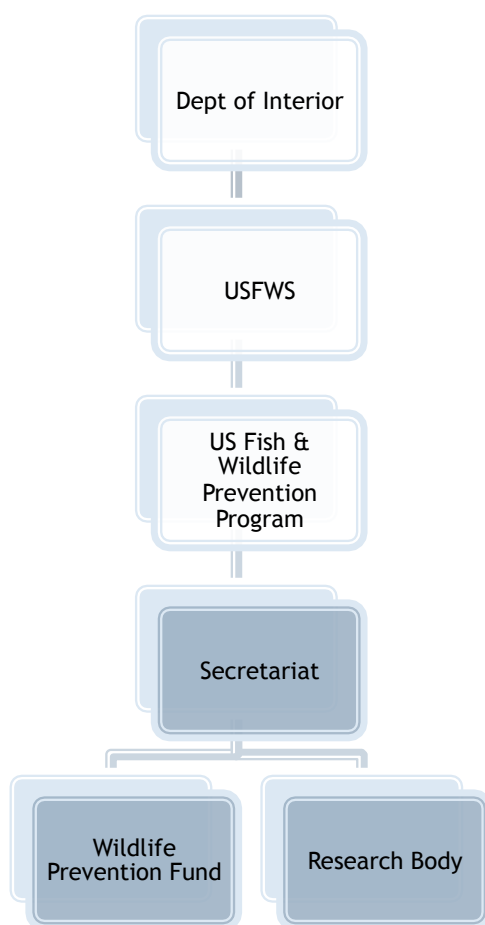 Dept of Interior
USFWS
US Fish &
Wildlife
Prevention
Program
Secretariat
Wildlife
Prevention Fund
Research Body